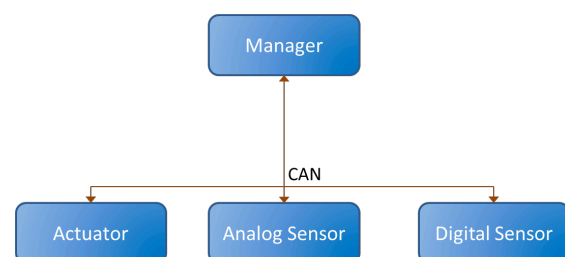 Manager
CAN
Actuator
Analog Sensor
Digital Sensor